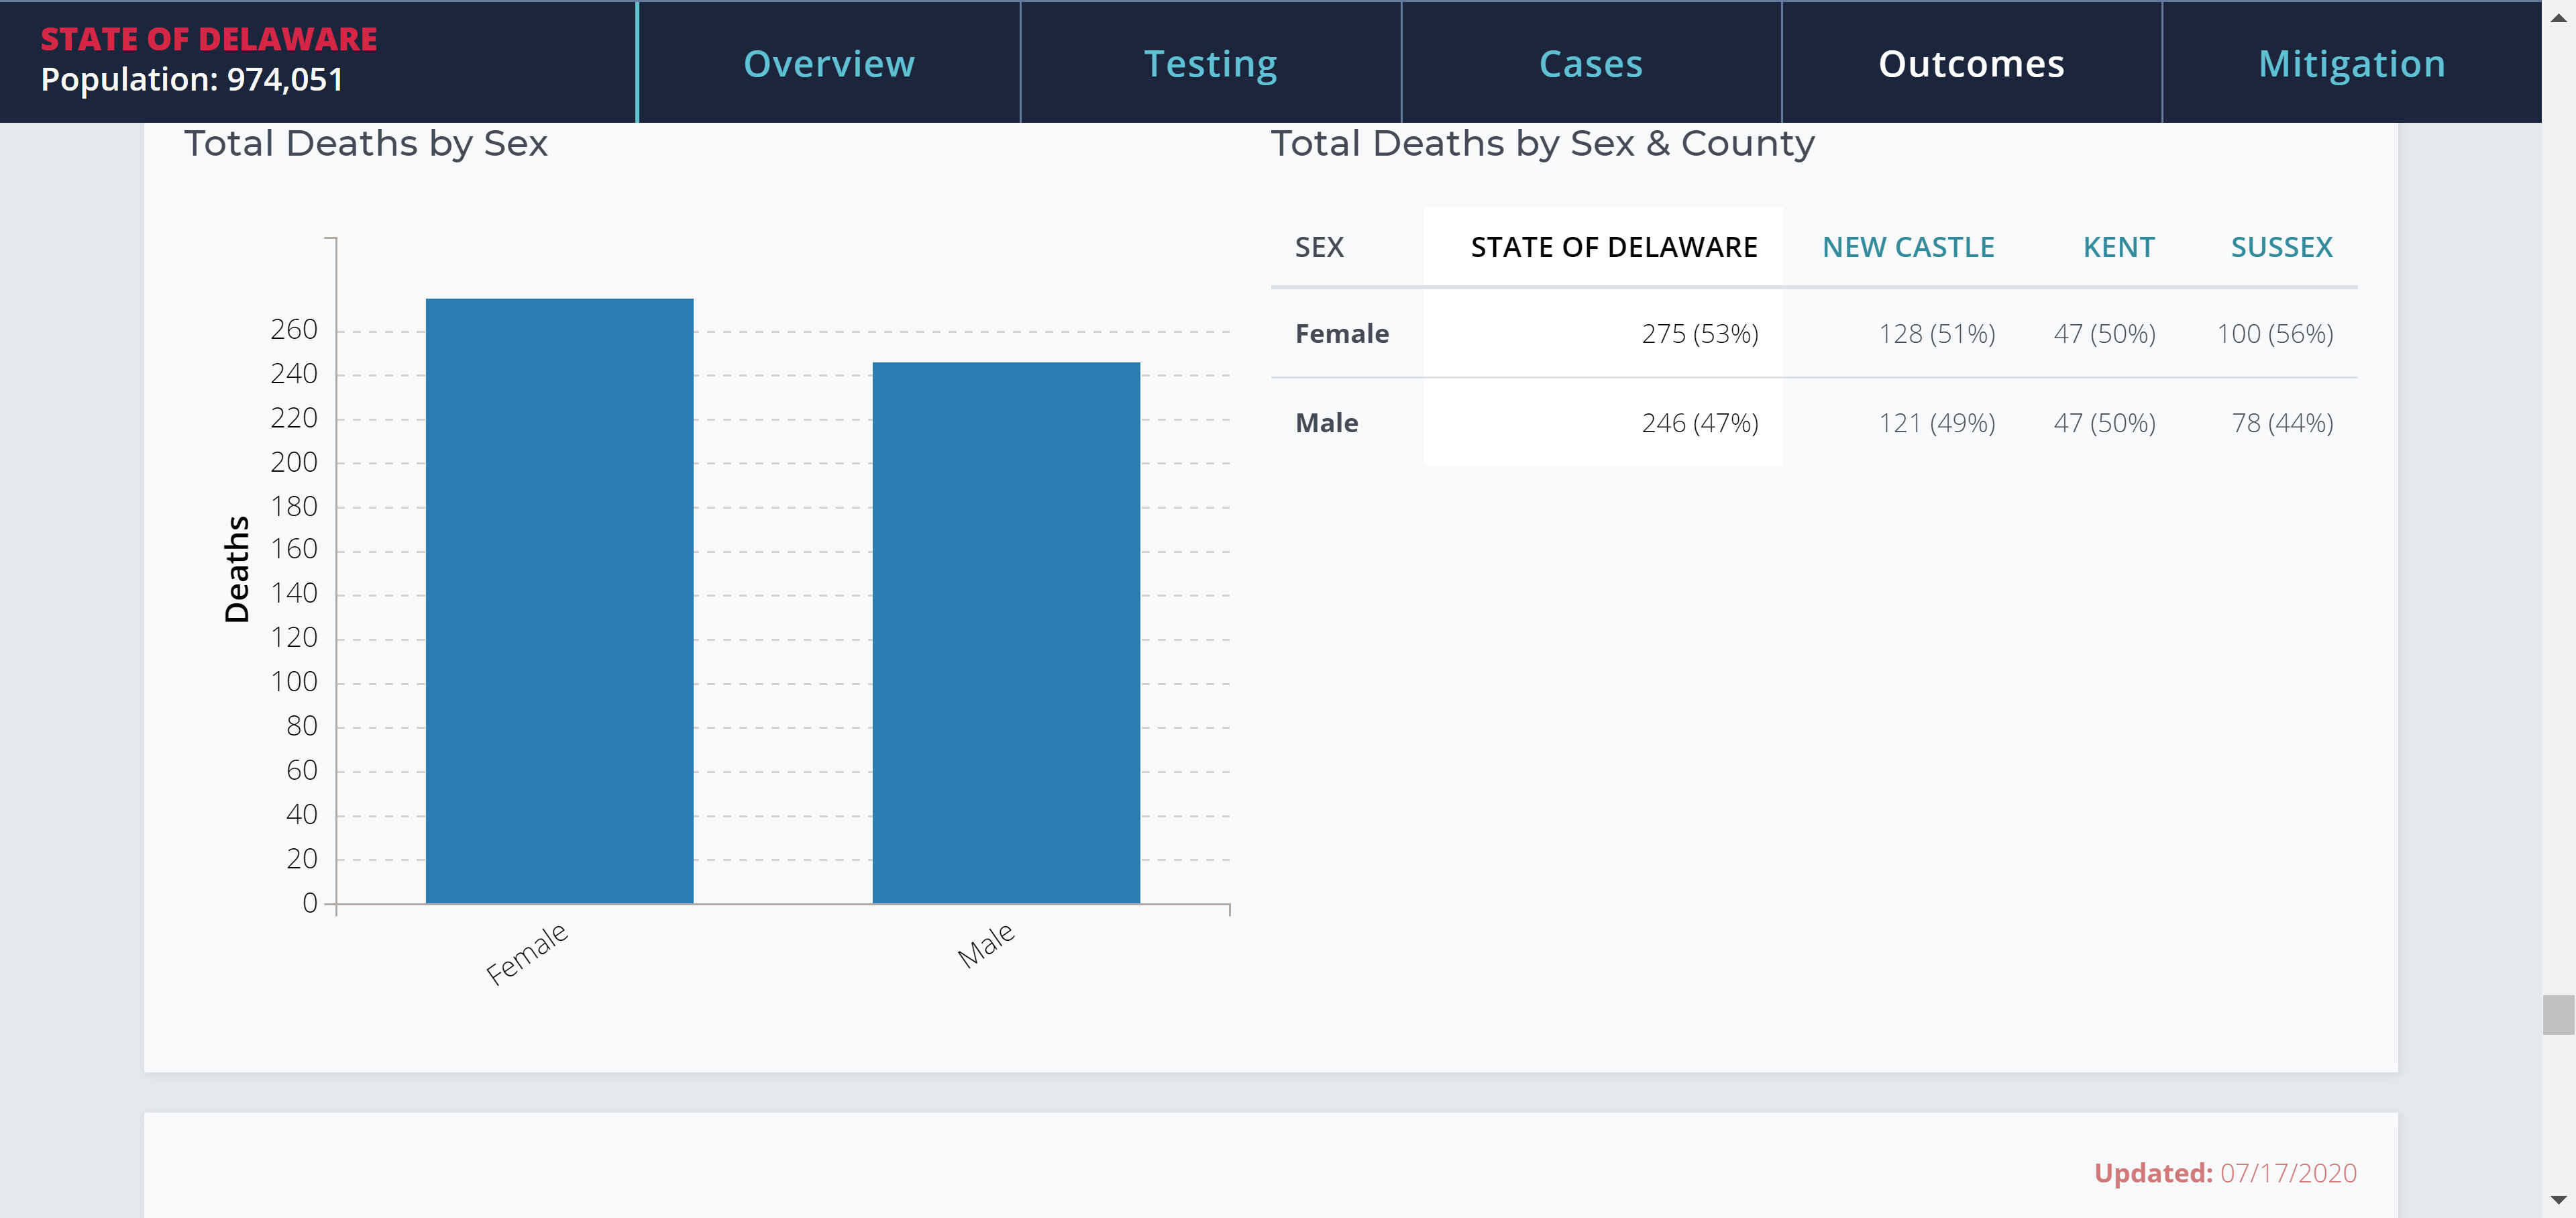 STATE OF DELAWARE
Population: 974,051
Overview
Testing
Cases
Outcomes
Mitigation
Total Deaths by Sex
Deaths
260
240
220
200
180
160
140
120
100
80
60
40
20
0
Female
Male
Total Deaths by Sex & County
SEX STATE OF DELAWARE NEW CASTLE KENT SUSSEX
Female 275 (53%) 128 (51%) 47 (50%) 100 (56%)
Male 246 (47%) 121 (49%) 47 (50%) 78 (44%)
Updated: 07/17/2020